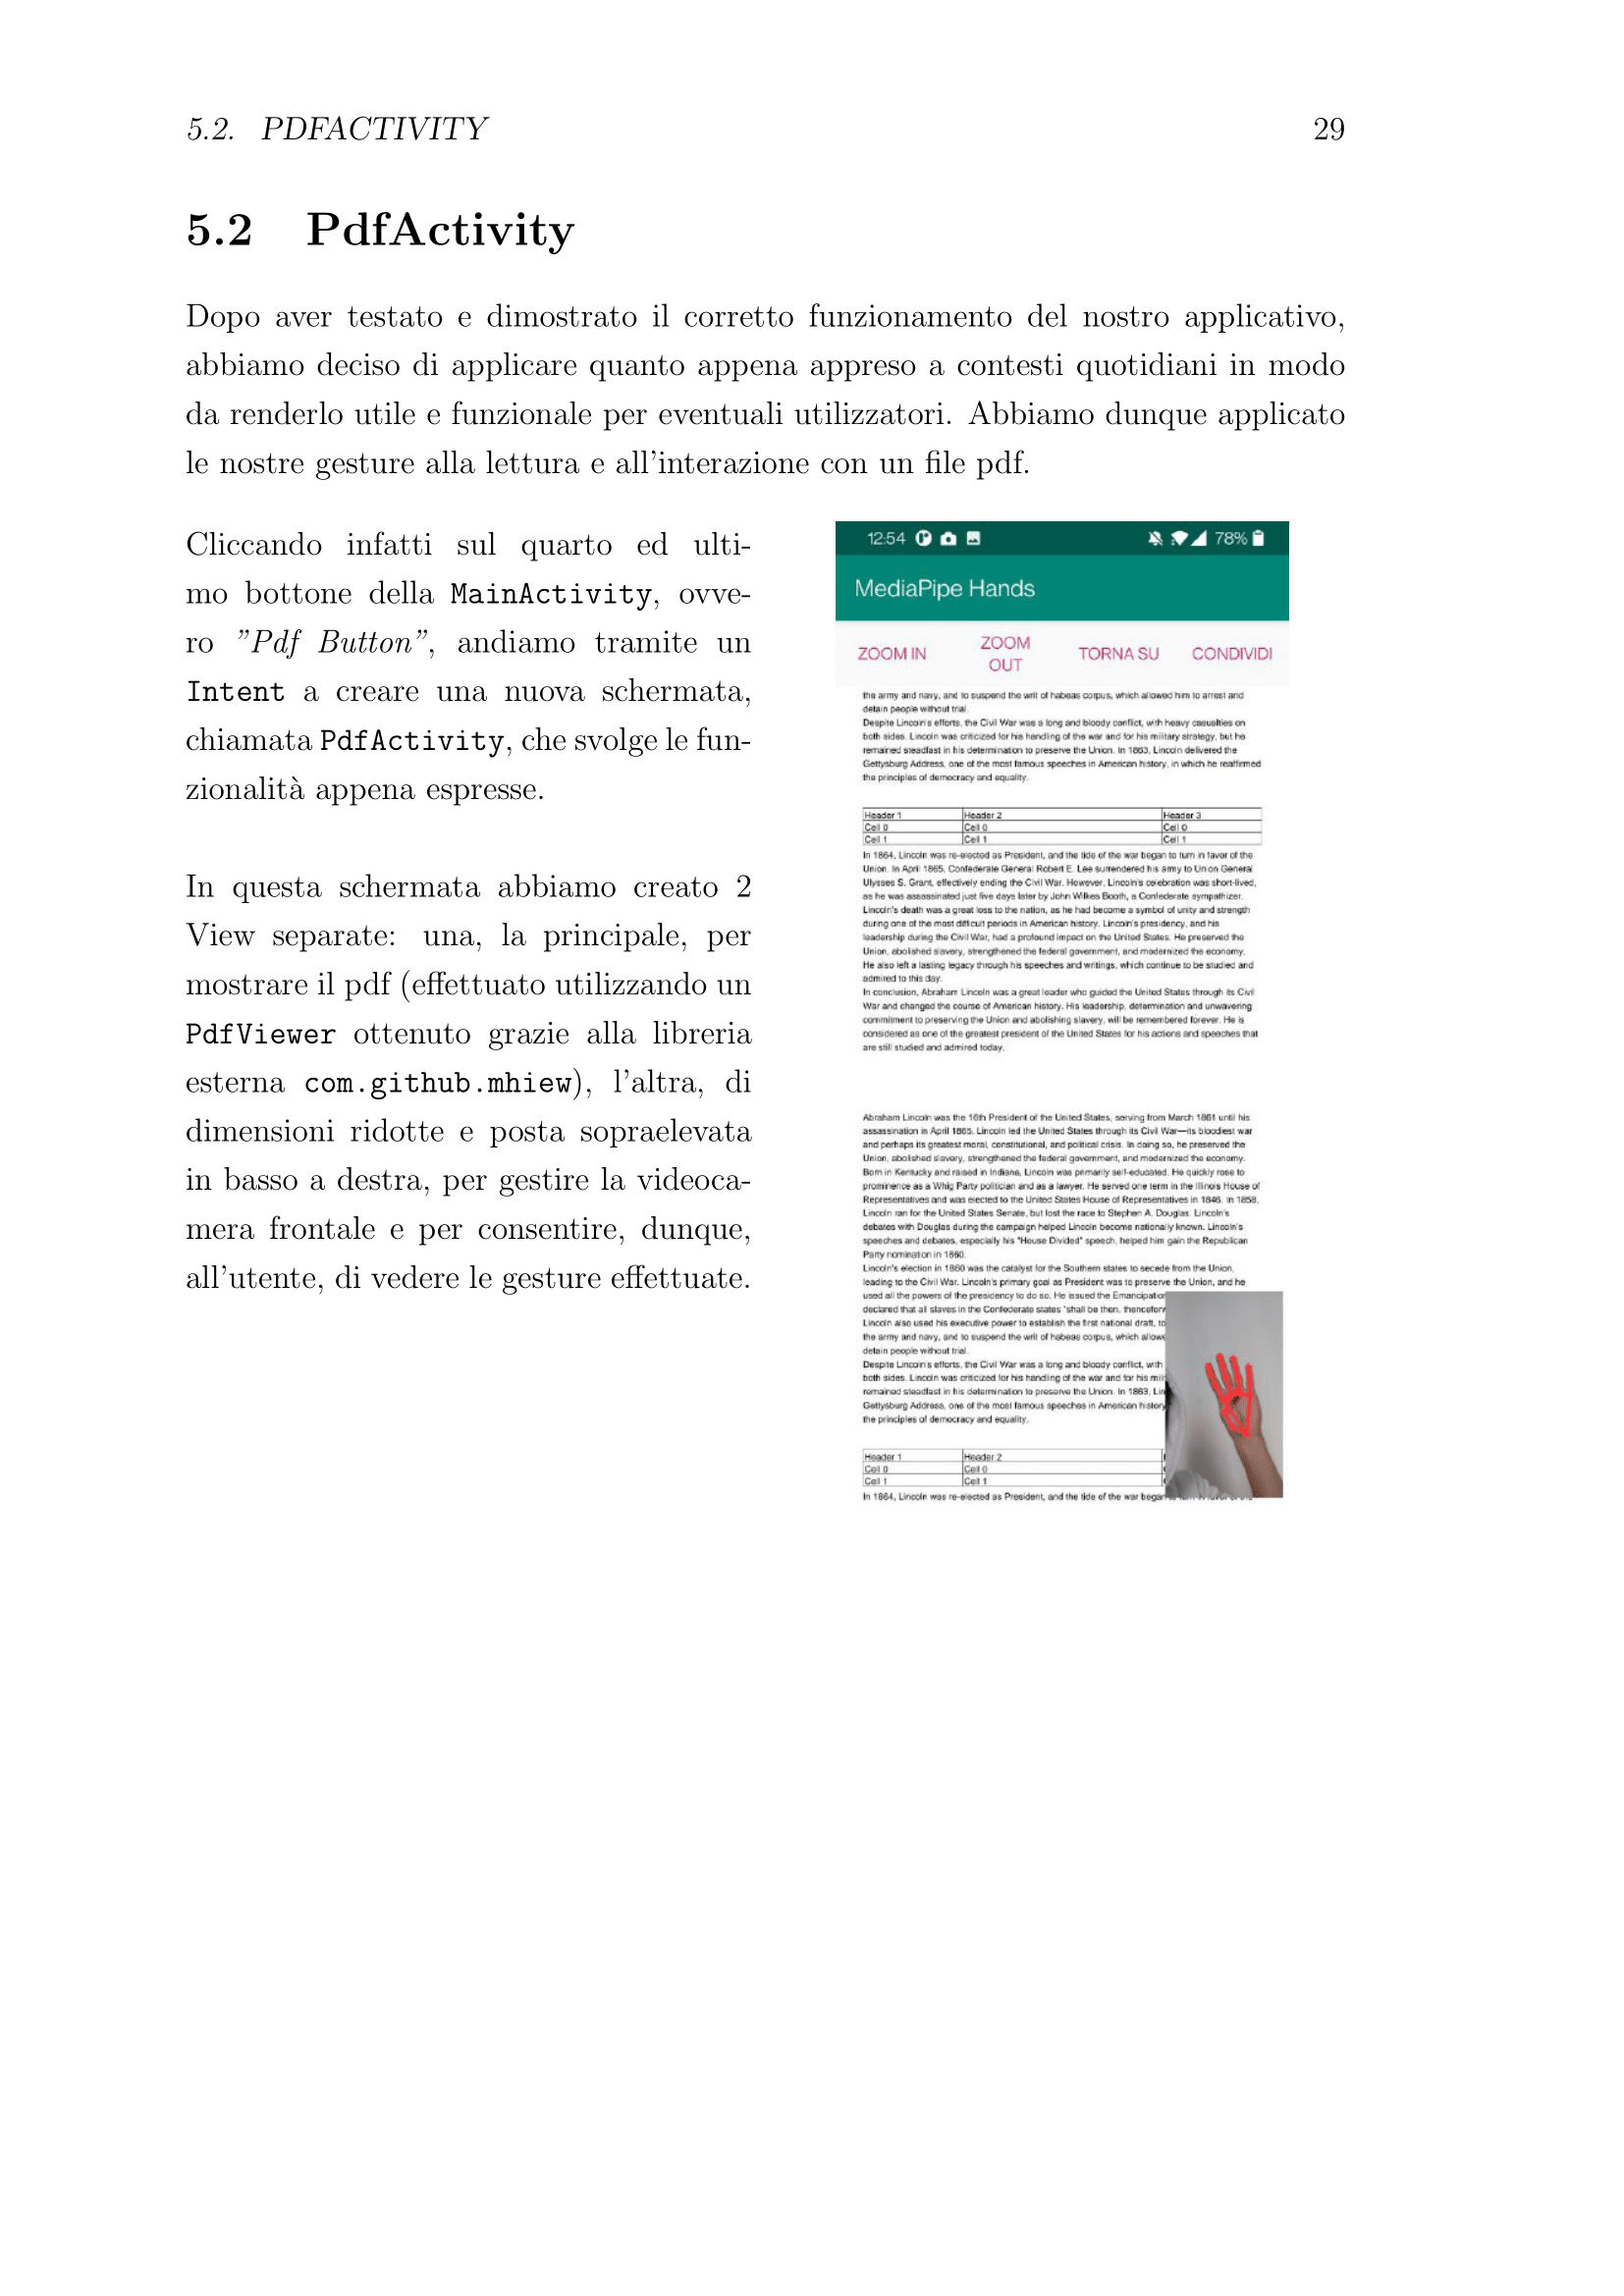 5.2. PDFACTIVITY 29
5.2 PdfActivity
Dopo aver testato e dimostrato il corretto funzionamento del nostro applicativo,
abbiamo deciso di applicare quanto appena appreso a contesti quotidiani in modo
da renderlo utile e funzionale per eventuali utilizzatori. Abbiamo dunque applicato
le nostre gesture alla lettura e all'interazione con un file pdf.
Cliccando infatti sul quarto ed ulti-
mo bottone della MainActivity, ovve-
ro "Pdf Button", andiamo tramite un
Intent a creare una nuova schermata,
chiamata PdfActivity, che svolge le fun-
zionalità appena espresse.
In questa schermata abbiamo creato 2
View separate: una, la principale, per
mostrare il pdf (effettuato utilizzando un
PdfViewer ottenuto grazie alla libreria
esterna com.github.mhiew), l'altra, di
dimensioni ridotte e posta sopraelevata
in basso a destra, per gestire la videoca-
mera frontale e per consentire, dunque,
all'utente, di vedere le gesture effettuate.
12:54 78%
MediaPipe Hands
ZOOM IN ZOOM OUT TORNA SU CONDIVIDI
the army and navy, and to suspend the writ of habeas corpus, which allowed him to arrest and
detain people without trial.
Despite Lincoln's efforts, the Civil War was a long and bloody conflict, with heavy casualties on
both sides. Lincoln was criticized for his handling of the war and for his military strategy, but he
remained steadfast in his determination to preserve the Union. In 1863, Lincoln delivered the
Gettysburg Address, one of the most famous speeches in American history, in which he reaffirmed
the principles of democracy and equality.
Header 1 Header 2 Header 3
Cell 0 Cell 0 Cell 0
Cell 1 Cell 1 Cell 1
In 1864, Lincoln was re-elected as President, and the tide of the war began to turn in favor of the
Union. In April 1865, Confederate General Robert E. Lee surrendered his army to Union General
Ulysses S. Grant, effectively ending the Civil War. However, Lincoln's celebration was short-lived,
as he was assassinated just five days later by John Wilkes Booth, a Confederate sympathizer.
Lincoln's death was a great loss to the nation, as he had become a symbol of unity and strength
during one of the most difficult periods in American history. Lincoln's presidency, and his
leadership during the Civil War, had a profound impact on the United States. He preserved the
Union, abolished slavery, strengthened the federal government, and modernized the economy.
He also left a lasting legacy through his speeches and writings, which continue to be studied and
admired to this day.
In conclusion, Abraham Lincoln was a great leader who guided the United States through its Civil
War and changed the course of American history. His leadership, determination and unwavering
commitment to preserving the Union and abolishing slavery, will be remembered forever. He is
considered as one of the greatest president of the United States for his actions and speeches that
are still studied and admired today.
Abraham Lincoln was the 16th President of the United States, serving from March 1861 until his
assassination in April 1865. Lincoln led the United States through its Civil War—its bloodiest war
and perhaps its greatest moral, constitutional, and political crisis. In doing so, he preserved the
Union, abolished slavery, strengthened the federal government, and modernized the economy.
Born in Kentucky and raised in Indiana, Lincoln was primarily self-educated. He quickly rose to
prominence as a Whig Party politician and as a lawyer. He served one term in the Illinois House of
Representatives and was elected to the United States House of Representatives in 1846. In 1858,
Lincoln ran for the United States Senate, but lost the race to Stephen A. Douglas. Lincoln's
debates with Douglas during the campaign helped Lincoln become nationally known. Lincoln's
speeches and debates, especially his "House Divided" speech, helped him gain the Republican
Party nomination in 1860.
Lincoln's election in 1860 was the catalyst for the Southern states to secede from the Union,
leading to the Civil War. Lincoln's primary goal as President was to preserve the Union, and he
used all the powers of the presidency to do so. He issued the Emancipation
declared that all slaves in the Confederate states "shall be then, thencefor
Lincoln also used his executive power to establish the first national draft, to
the army and navy, and to suspend the writ of habeas corpus, which allowe
detain people without trial.
Despite Lincoln's efforts, the Civil War was a long and bloody conflict, with
both sides. Lincoln was criticized for his handling of the war and for his mili
remained steadfast in his determination to preserve the Union. In 1863, Lin
Gettysburg Address, one of the most famous speeches in American history
the principles of democracy and equality.
Header 1 Header 2
Cell 0 Cell 0
Cell 1 Cell 1
In 1864, Lincoln was re-elected as President, and the tide of the war began